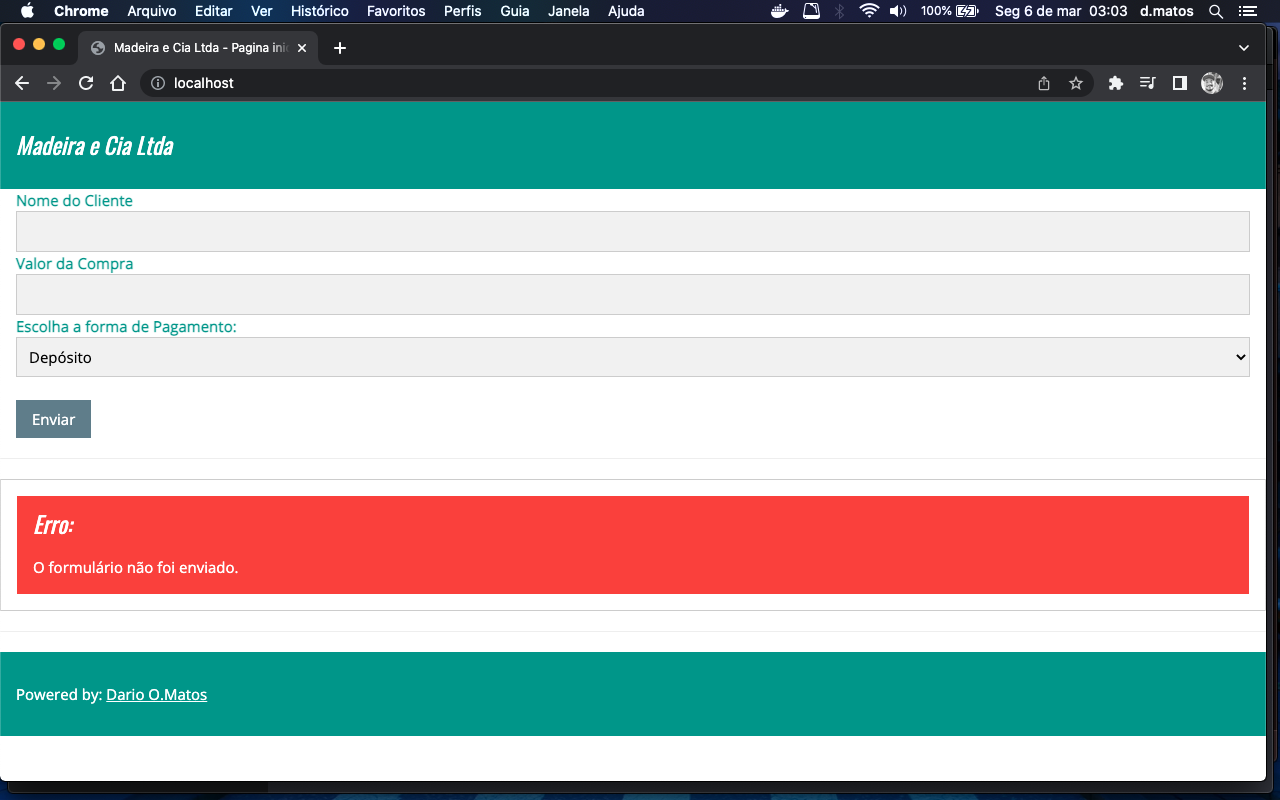 Chrome Arquivo Editar Ver Histórico Favoritos Perfis Guia Janela Ajuda 100% Seg 6 de mar 03:03 d.matos
Madeira e Cia Ltda - Pagina ini
localhost
Madeira e Cia Ltda
Nome do Cliente
Valor da Compra
Escolha a forma de Pagamento:
Depósito
Enviar
Erro:
O formulário não foi enviado.
Powered by: Dario O.Matos